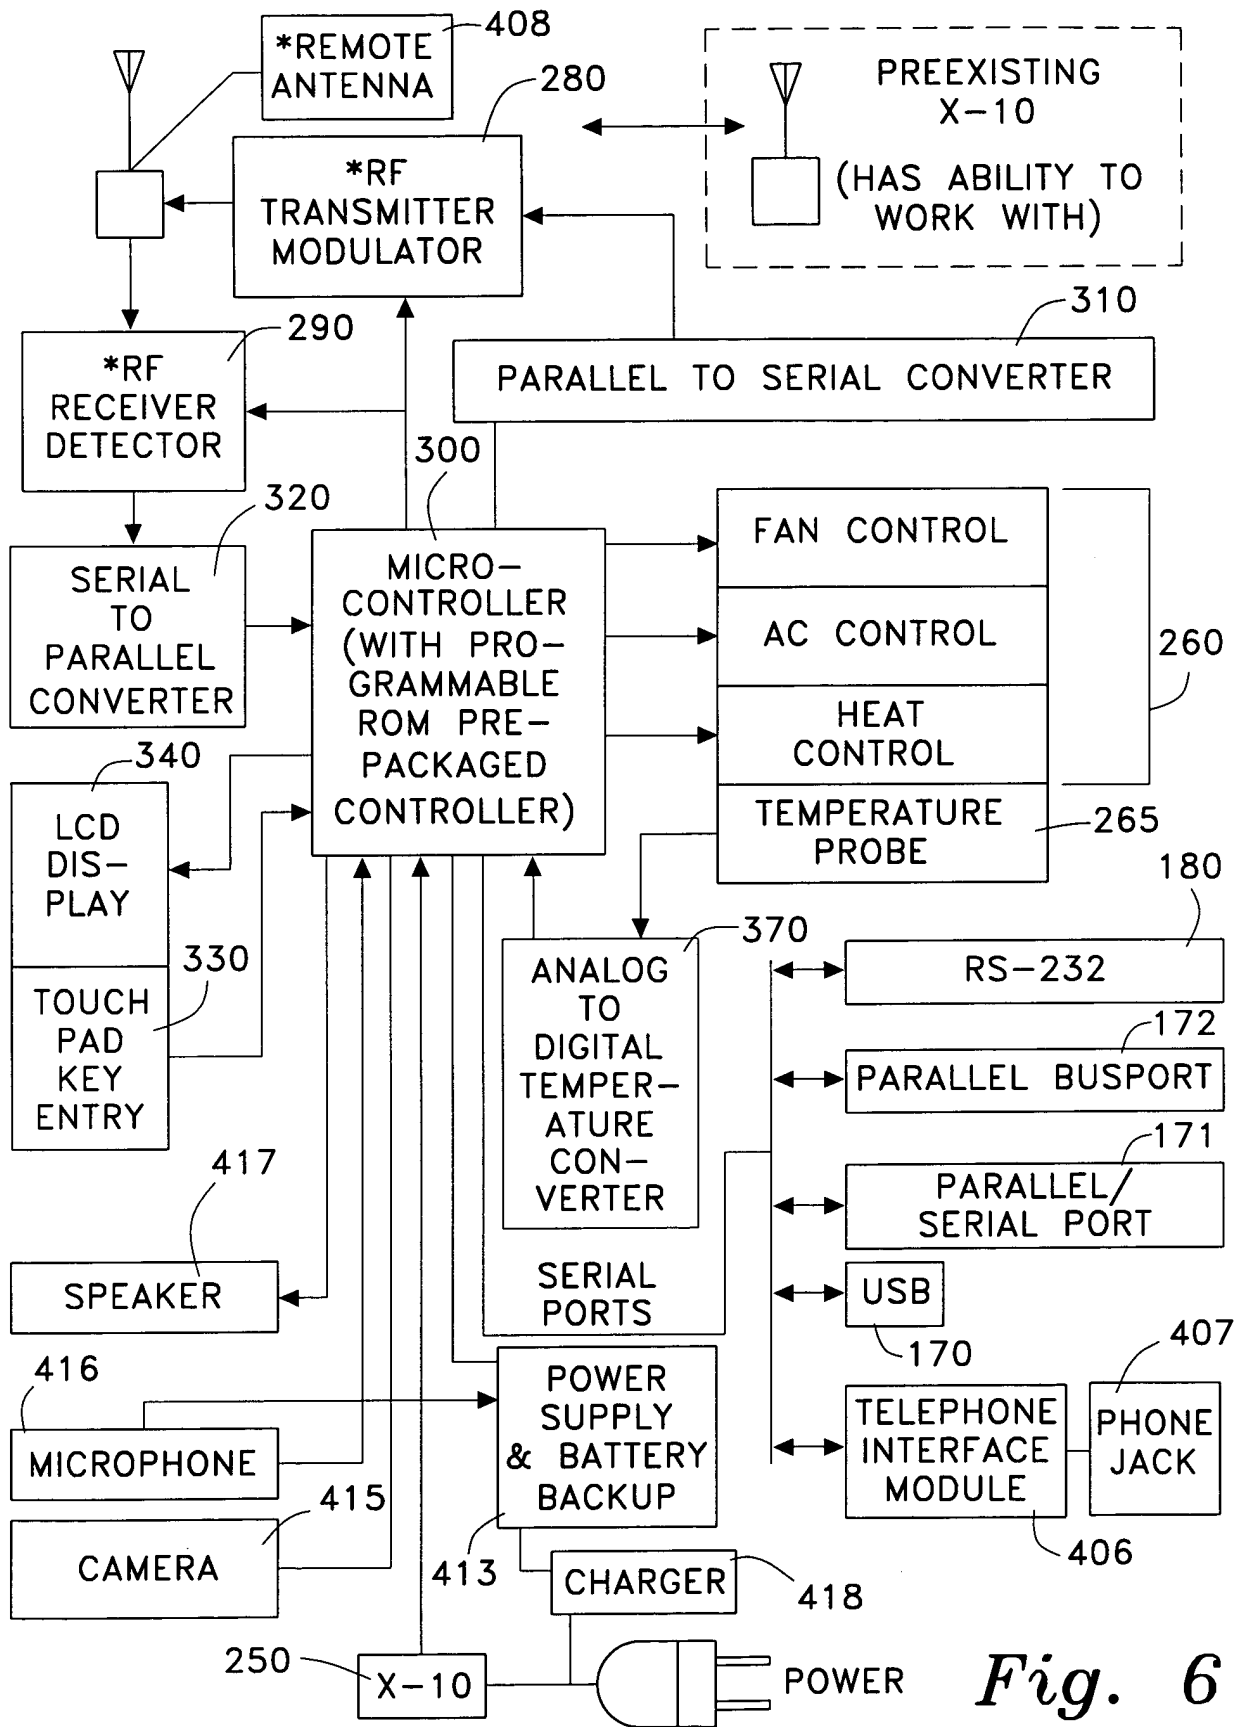 *REMOTE
ANTENNA
408
280
PREEXISTING
X-10
(HAS ABILITY TO
WORK WITH)
*RF
TRANSMITTER
MODULATOR
310
290
*RF
RECEIVER
DETECTOR
PARALLEL TO SERIAL CONVERTER
300
320
SERIAL
TO
PARALLEL
CONVERTER
MICRO-
CONTROLLER
(WITH PRO-
GRAMMABLE
ROM PRE-
PACKAGED
CONTROLLER)
FAN CONTROL
AC CONTROL
HEAT
CONTROL
260
TEMPERATURE
PROBE
265
340
LCD
DIS-
PLAY
330
TOUCH
PAD
KEY
ENTRY
370
ANALOG
TO
DIGITAL
TEMPER-
ATURE
CON-
VERTER
180
RS-232
172
PARALLEL BUSPORT
171
PARALLEL/
SERIAL PORT
417
SPEAKER
SERIAL
PORTS
USB
170
407
416
MICROPHONE
POWER
SUPPLY
& BATTERY
BACKUP
TELEPHONE
INTERFACE
MODULE
PHONE
JACK
415
CAMERA
413
CHARGER
418
406
250
X-10
POWER
Fig. 6